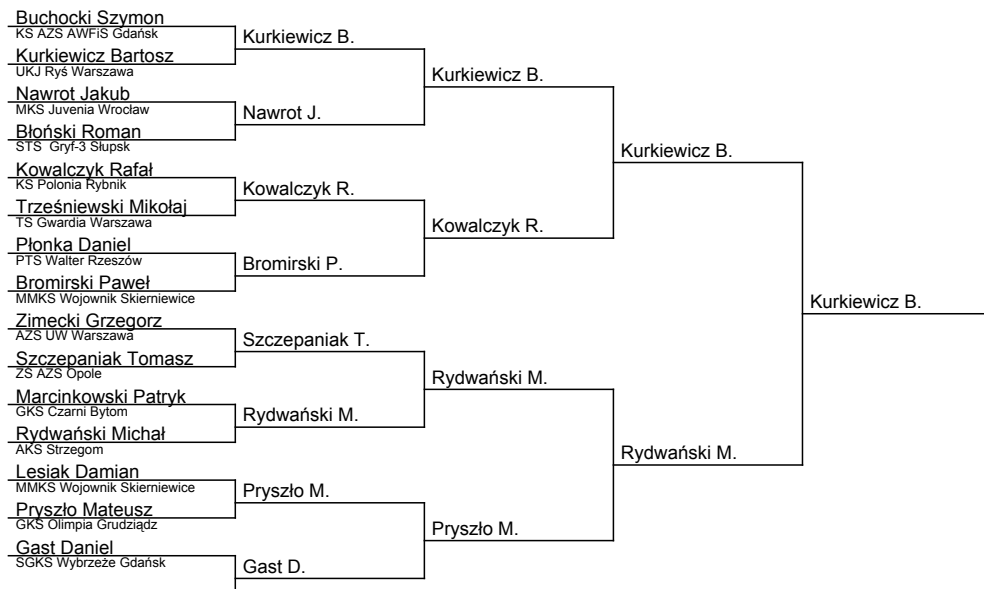 Buchocki Szymon
KS AZS AWFiS Gdańsk
Kurkiewicz B.
Kurkiewicz Bartosz
UKJ Ryś Warszawa
Kurkiewicz B.
Nawrot Jakub
MKS Juvenia Wrocław
Nawrot J.
Błoński Roman
STS Gryf-3 Słupsk
Kurkiewicz B.
Kowalczyk Rafał
KS Polonia Rybnik
Kowalczyk R.
Trześniewski Mikołaj
TS Gwardia Warszawa
Kowalczyk R.
Płonka Daniel
PTS Walter Rzeszów
Bromirski P.
Bromirski Paweł
MMKS Wojownik Skierniewice
Kurkiewicz B.
Zimecki Grzegorz
AZS UW Warszawa
Szczepaniak T.
Szczepaniak Tomasz
ZS AZS Opole
Rydwański M.
Marcinkowski Patryk
GKS Czarni Bytom
Rydwański M.
Rydwański Michał
AKS Strzegom
Rydwański M.
Lesiak Damian
MMKS Wojownik Skierniewice
Pryszło M.
Pryszło Mateusz
GKS Olimpia Grudziądz
Pryszło M.
Gast Daniel
SGKS Wybrzeże Gdańsk
Gast D.